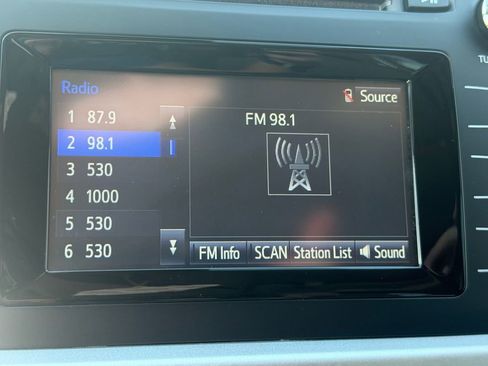 TU
Radio
Source
1 87.9
FM 98.1
2 98.1
3 530
4 1000
5 530
6 530
FM Info
SCAN
Station List
Sound